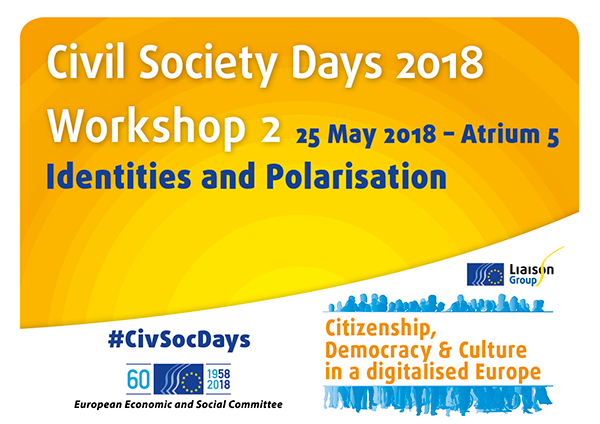 Civil Society Days 2018
Workshop 2 25 May 2018 – Atrium 5
Identities and Polarisation
Liaison
Group
#CivSocDays
Citizenship,
Democracy & Culture
in a digitalised Europe
60 1958
2018
European Economic and Social Committee